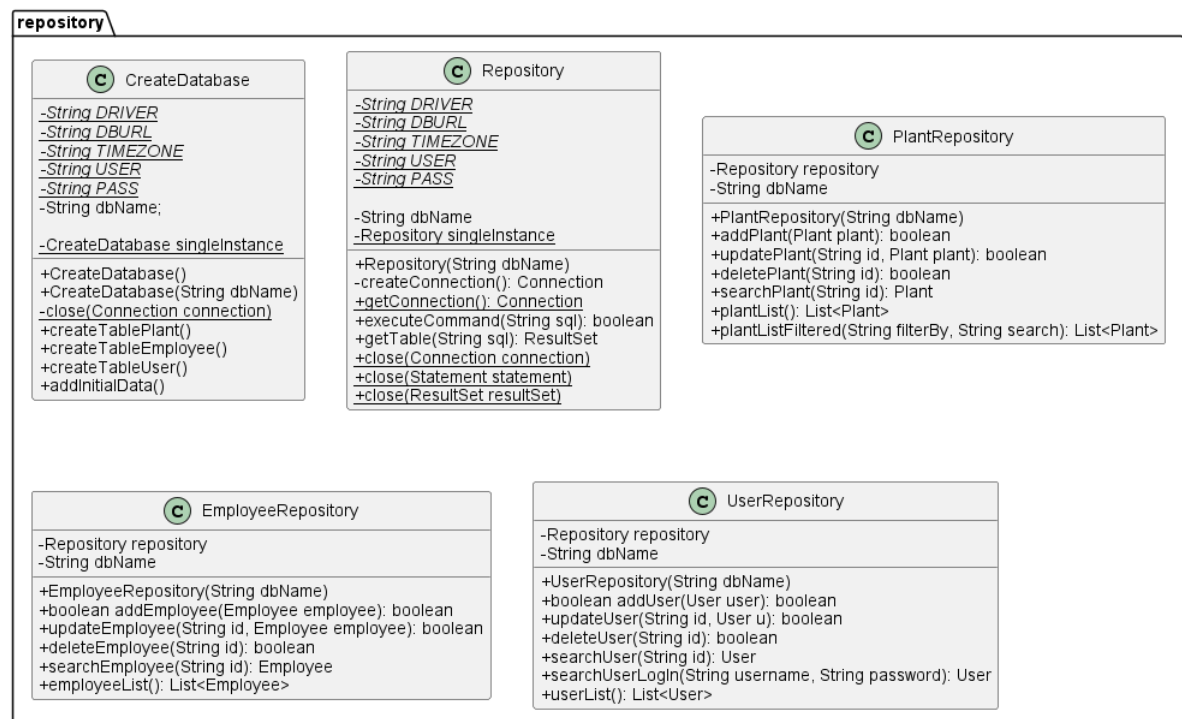 repository
C CreateDatabase
-String DRIVER
-String DBURL
-String TIMEZONE
-String USER
-String PASS
-String dbName;
-CreateDatabase singleInstance
+CreateDatabase()
+CreateDatabase(String dbName)
-close(Connection connection)
+createTablePlant()
+createTableEmployee()
+createTableUser()
+addInitialData()
C Repository
-String DRIVER
-String DBURL
-String TIMEZONE
-String USER
-String PASS
-String dbName
-Repository singleInstance
+Repository(String dbName)
-createConnection(): Connection
+getConnection(): Connection
+executeCommand(String sql): boolean
+getTable(String sql): ResultSet
+close(Connection connection)
+close(Statement statement)
+close(ResultSet resultSet)
C PlantRepository
-Repository repository
-String dbName
+PlantRepository(String dbName)
+addPlant(Plant plant): boolean
+updatePlant(String id, Plant plant): boolean
+deletePlant(String id): boolean
+searchPlant(String id): Plant
+plantList(): List<Plant>
+plantListFiltered(String filterBy, String search): List<Plant>
C EmployeeRepository
-Repository repository
-String dbName
+EmployeeRepository(String dbName)
+boolean addEmployee(Employee employee): boolean
+updateEmployee(String id, Employee employee): boolean
+deleteEmployee(String id): boolean
+searchEmployee(String id): Employee
+employeeList(): List<Employee>
C UserRepository
-Repository repository
-String dbName
+UserRepository(String dbName)
+boolean addUser(User user): boolean
+updateUser(String id, User u): boolean
+deleteUser(String id): boolean
+searchUser(String id): User
+searchUserLogIn(String username, String password): User
+userList(): List<User>